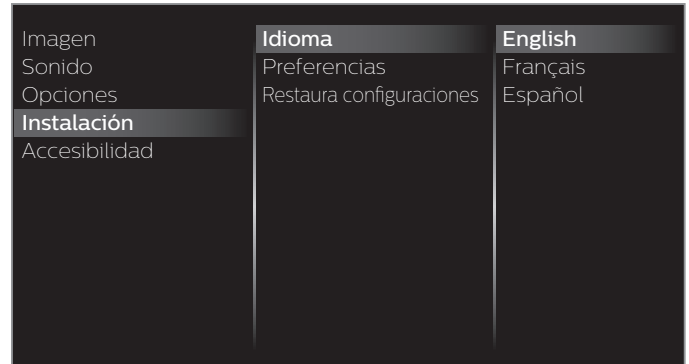 Imagen
Sonido
Opciones
Instalación
Accesibilidad
Idioma
Preferencias
Restaura configuraciones
English
Français
Español